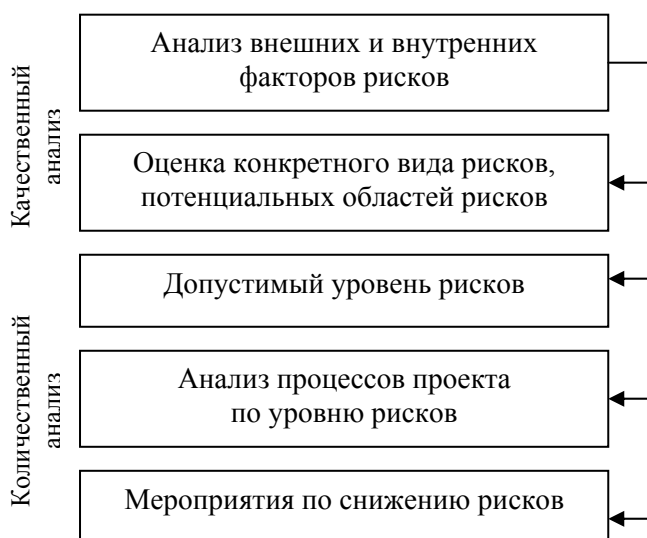 Качественный
анализ
Анализ внешних и внутренних
факторов рисков
Оценка конкретного вида рисков,
потенциальных областей рисков
Количественный
анализ
Допустимый уровень рисков
Анализ процессов проекта
по уровню рисков
Мероприятия по снижению рисков